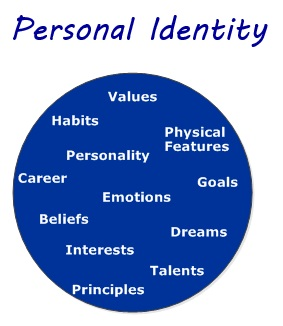 Personal Identity
Values
Habits
Physical
Features
Personality
Career
Goals
Emotions
Beliefs
Dreams
Interests
Talents
Principles